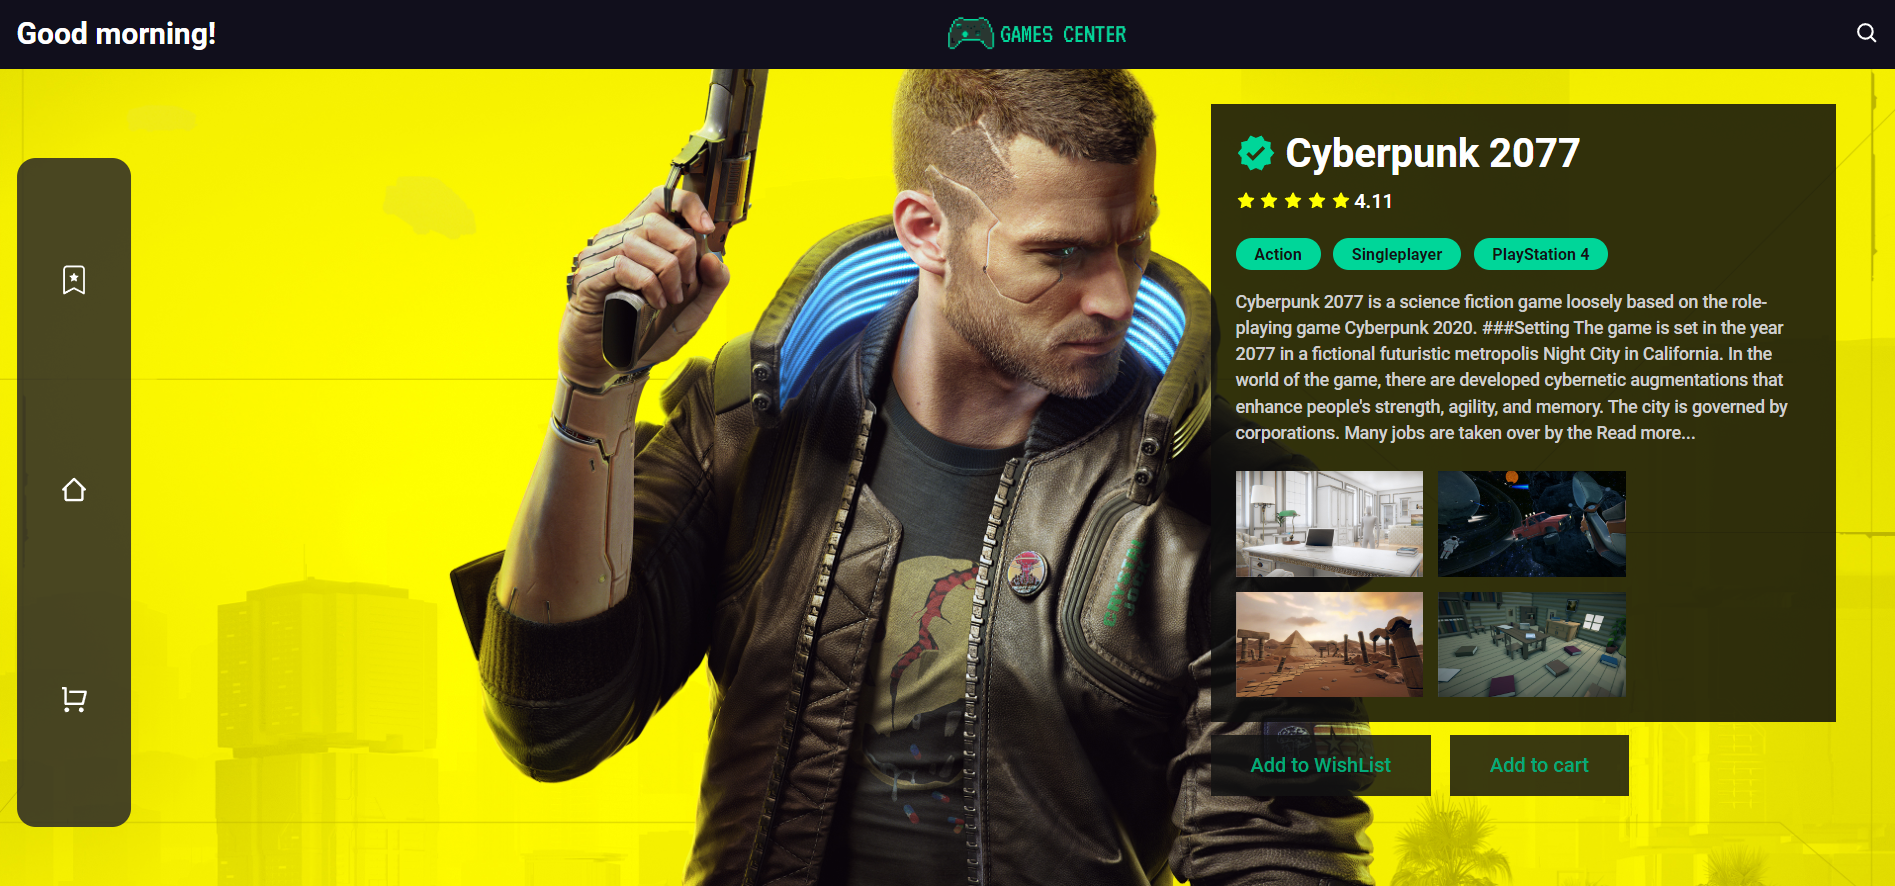 Good morning!
GAMES CENTER
Cyberpunk 2077
4.11
Action
Singleplayer
PlayStation 4
Cyberpunk 2077 is a science fiction game loosely based on the role-
playing game Cyberpunk 2020. ###Setting The game is set in the year
2077 in a fictional futuristic metropolis Night City in California. In the
world of the game, there are developed cybernetic augmentations that
enhance people's strength, agility, and memory. The city is governed by
corporations. Many jobs are taken over by the Read more...
Add to WishList
Add to cart